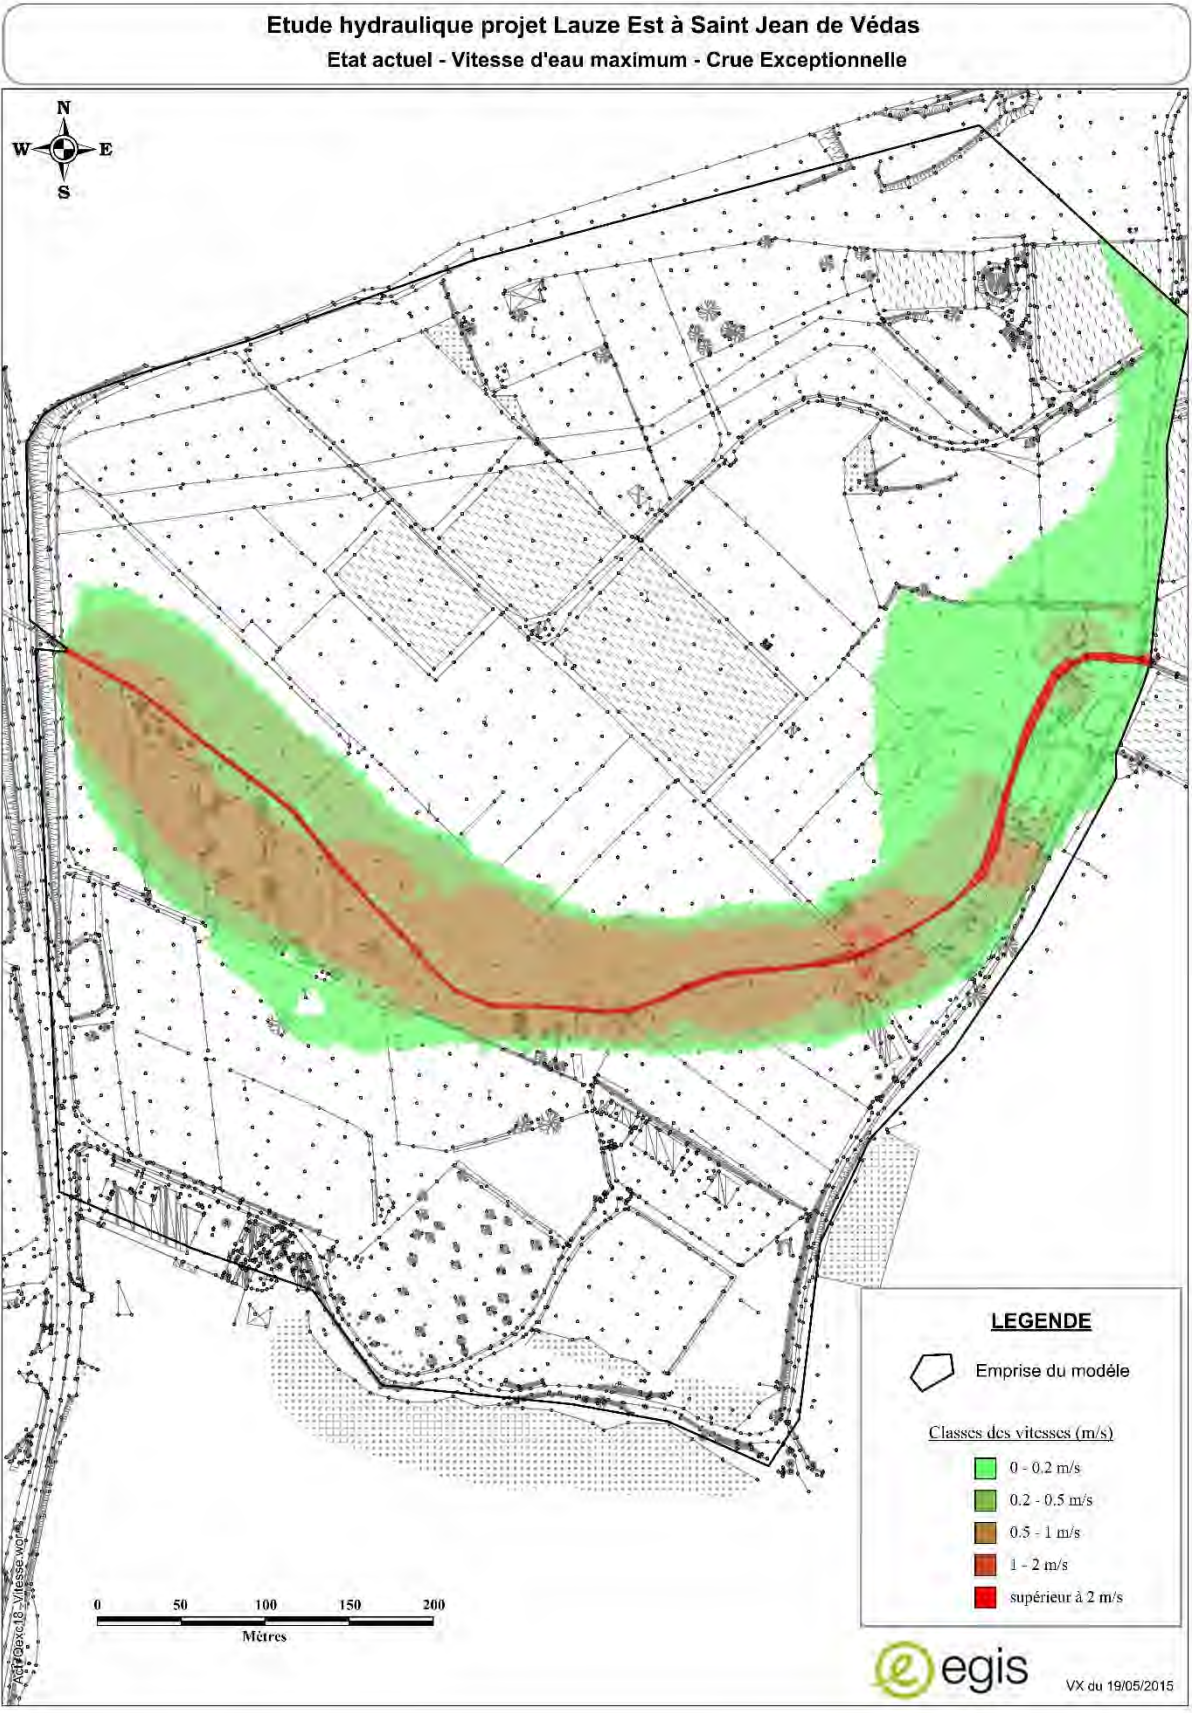 Etude hydraulique projet Lauze Est à Saint Jean de Védas
Etat actuel - Vitesse d'eau maximum - Crue Exceptionnelle
N
W E
S
LEGENDE
Emprise du modèle
Classes des vitesses (m/s)
0 - 0.2 m/s
0.2 - 0.5 m/s
0.5 - 1 m/s
1 - 2 m/s
supérieur à 2 m/s
0 50 100 150 200
Mètres
egis
VX du 19/05/2015